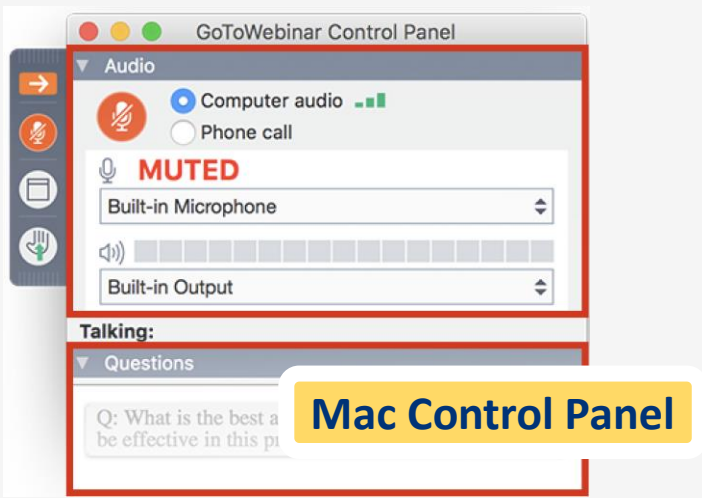 GoToWebinar Control Panel
Audio
Computer audio
Phone call
MUTED
Built-in Microphone
Built-in Output
Talking:
Questions
Q: What is the best a
be effective in this
Mac Control Panel